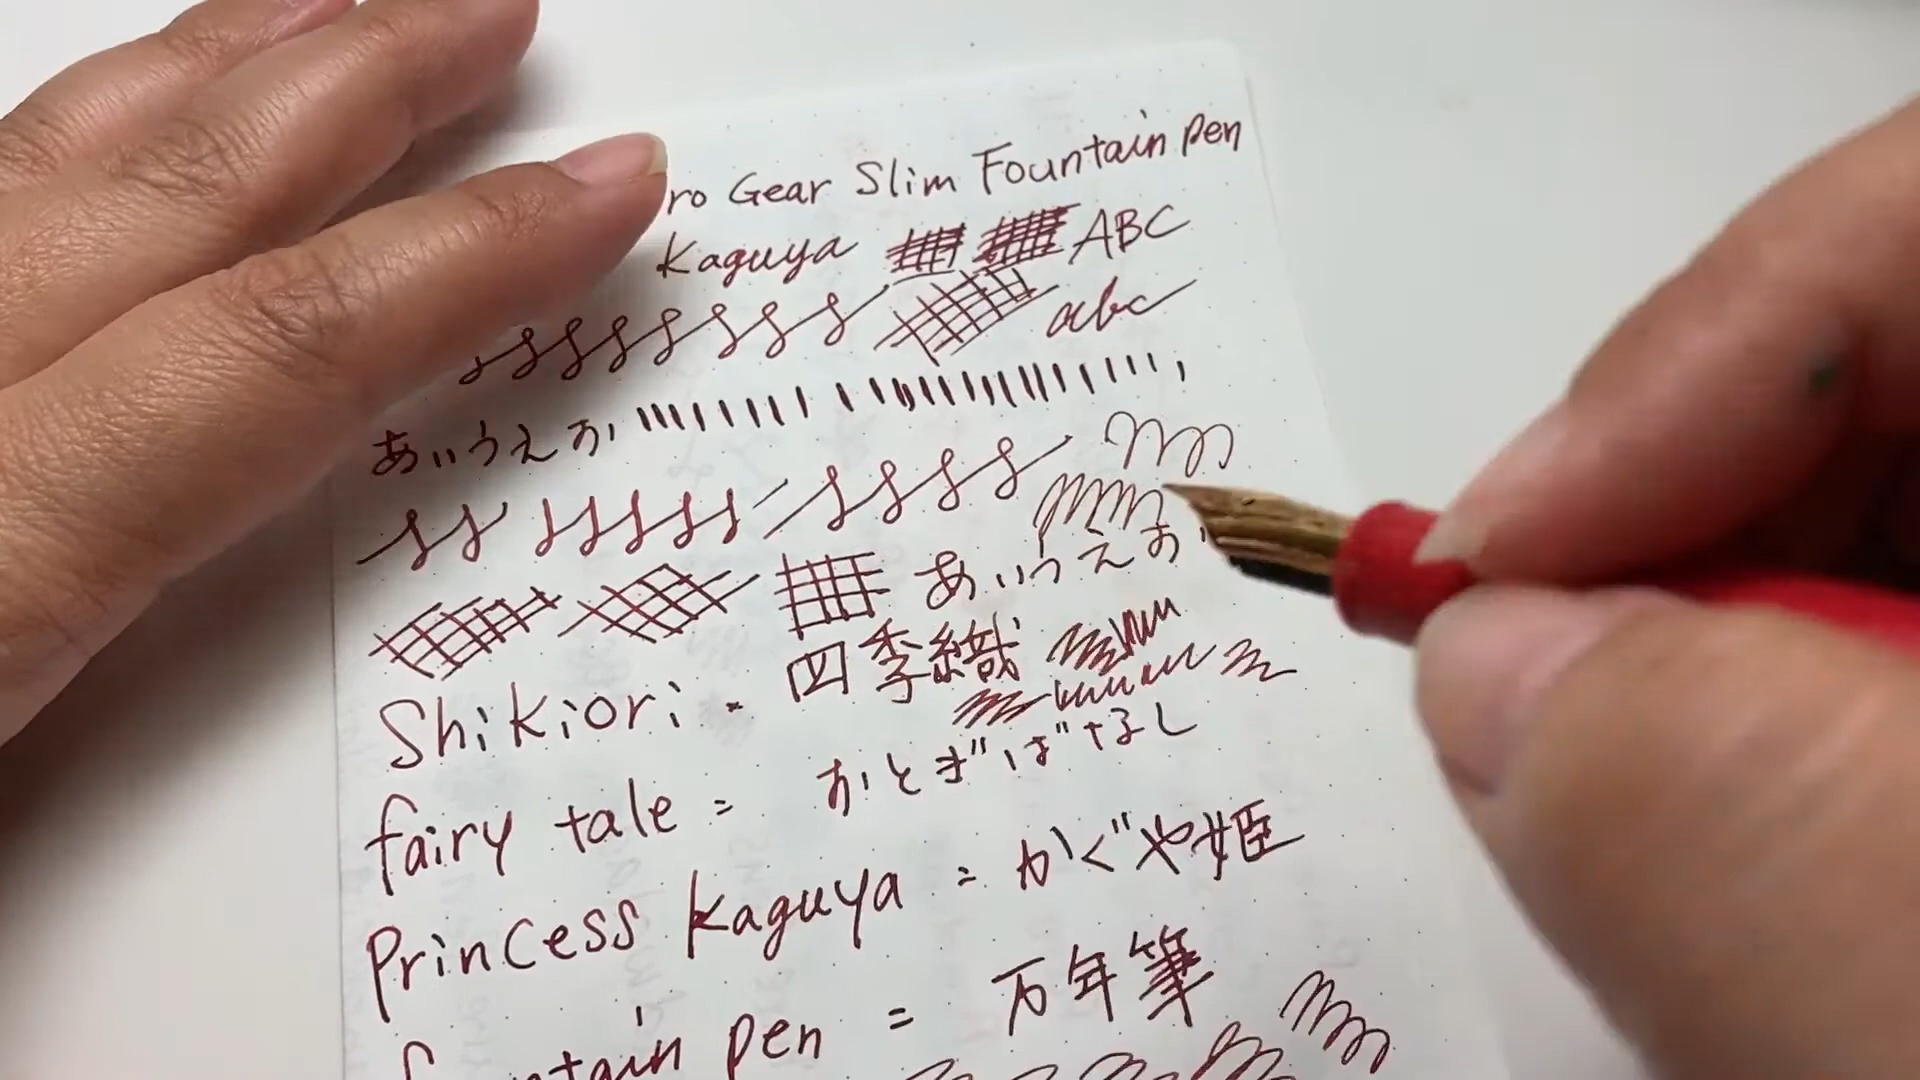 ro Gear Slim Fountain Pen
Kaguya ABC
abc
あいうえお
あいうえお
Shikiori = 四季織
fairy tale = おとぎばなし
Princess Kaguya = かぐや姫
fountain pen = 万年筆